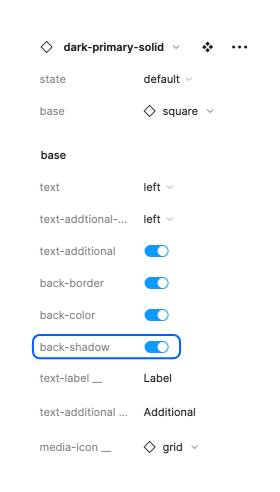 dark-primary-solid
state default
base square
base
text left
text-addtional-... left
text-additional
back-border
back-color
back-shadow
text-label __ Label
text-additional ... Additional
media-icon __ grid